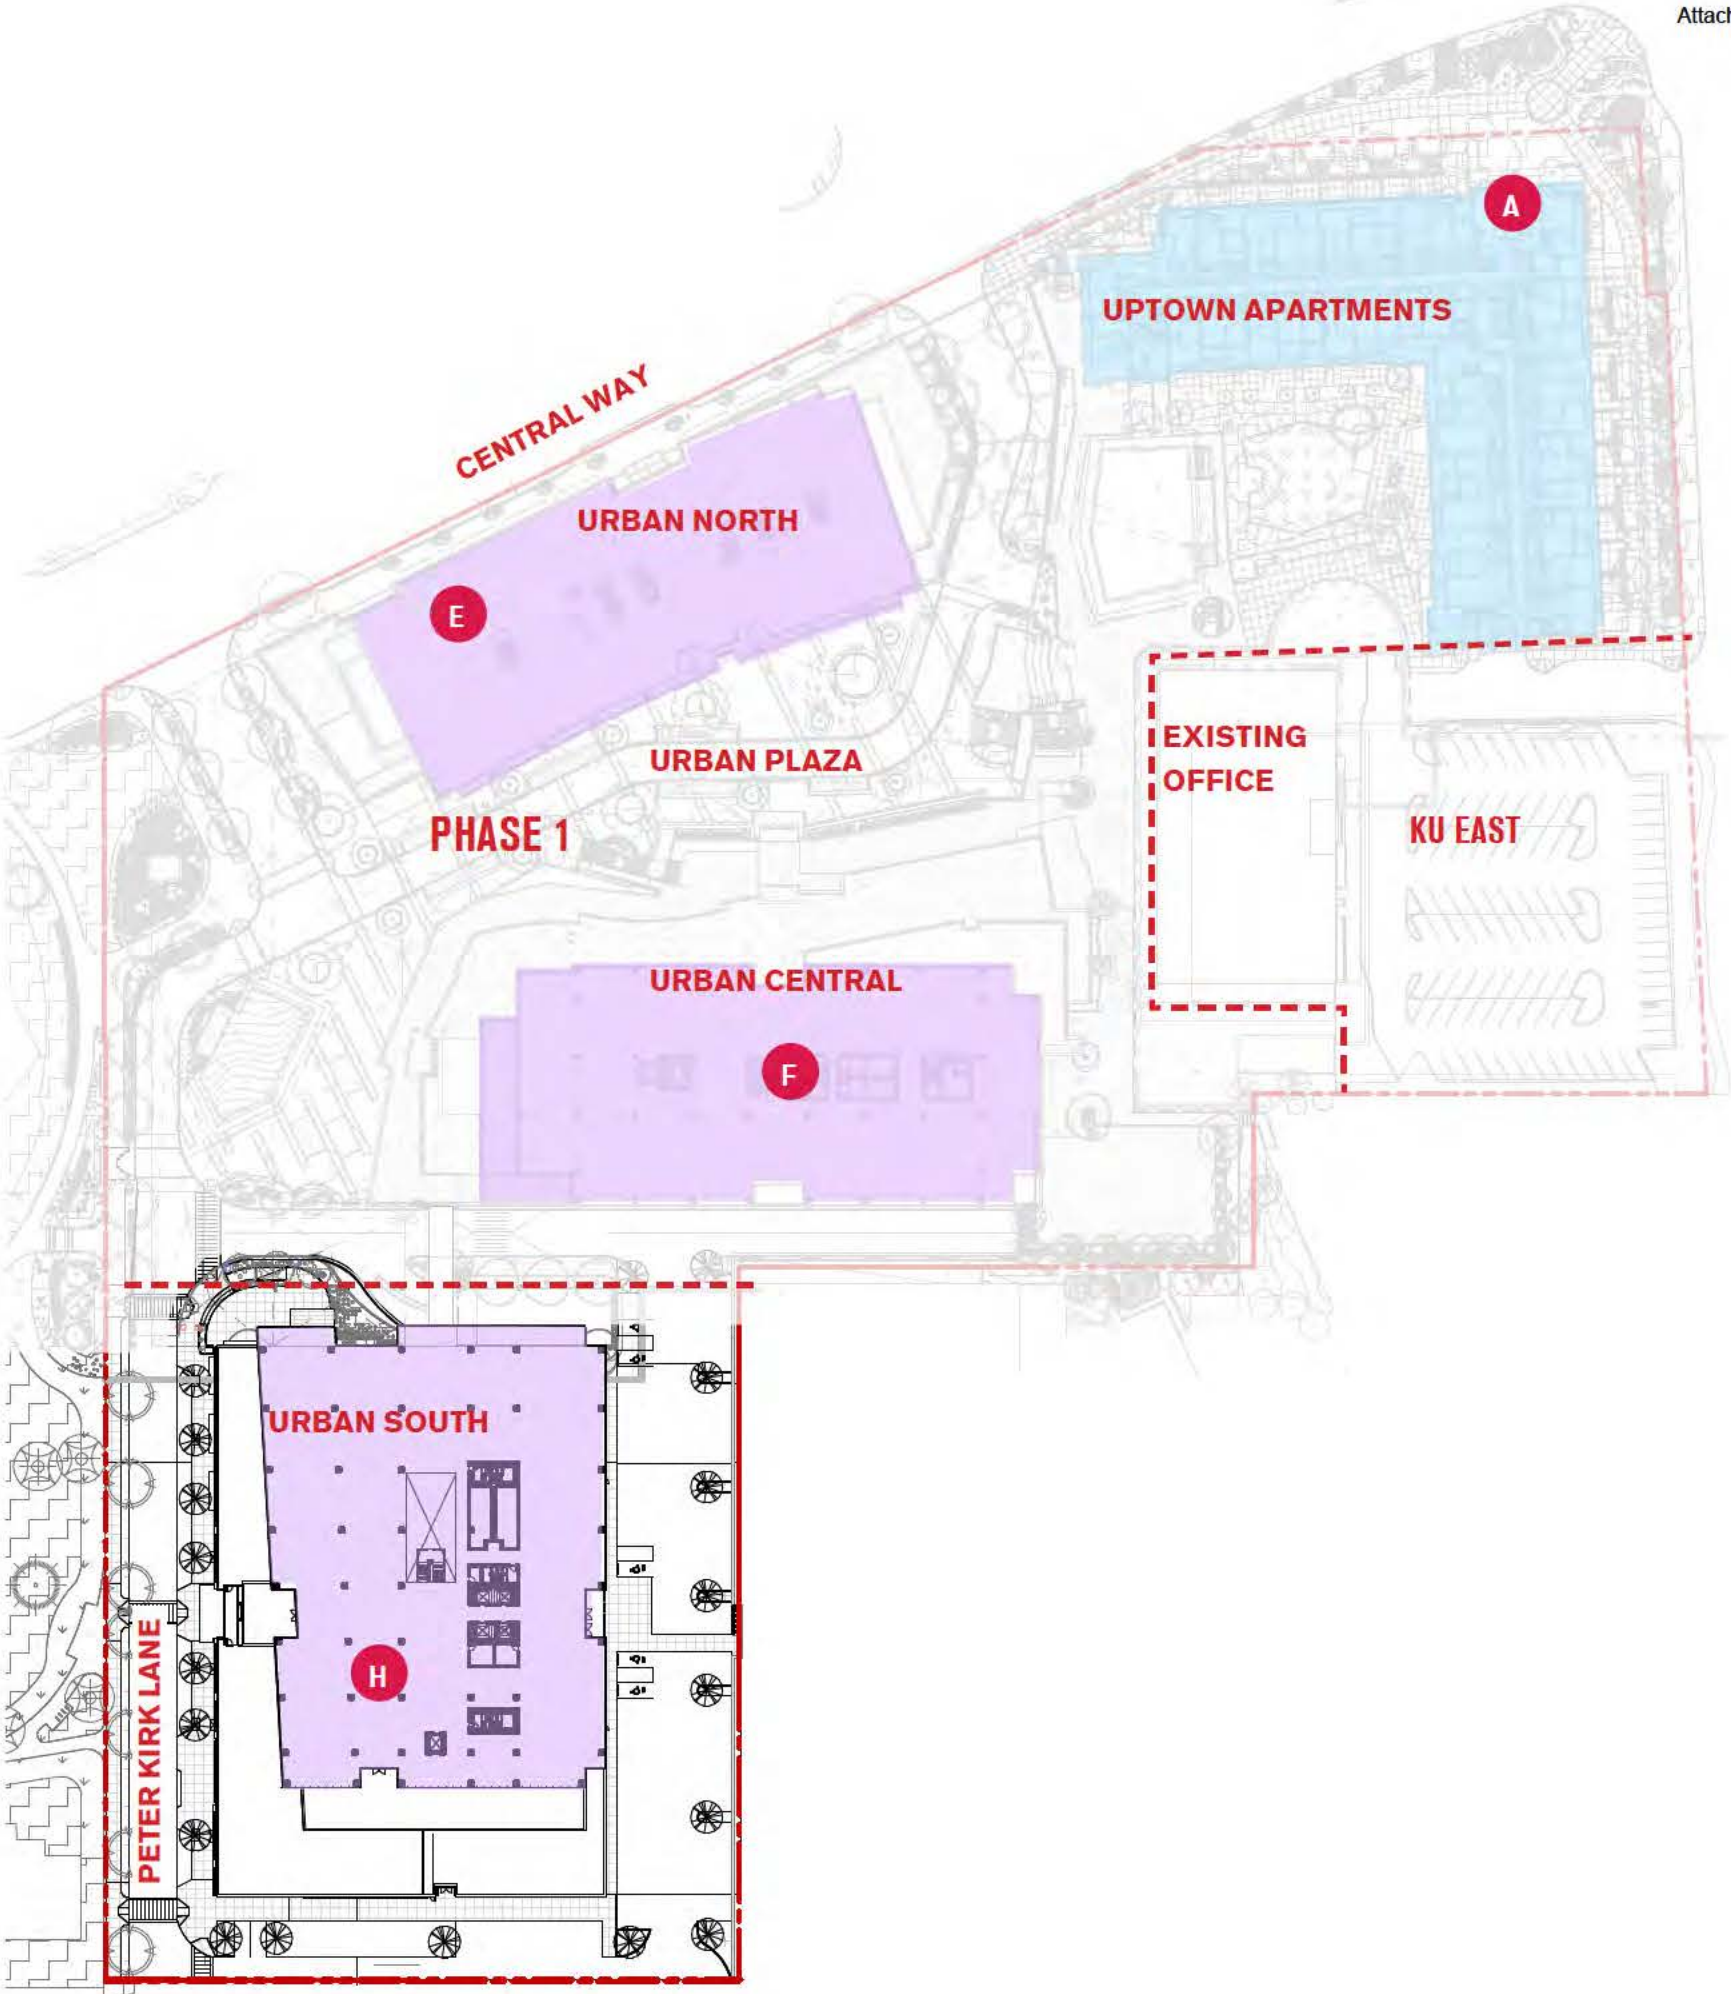 Attach
A
UPTOWN APARTMENTS
CENTRAL WAY
URBAN NORTH
E
URBAN PLAZA
EXISTING
OFFICE
PHASE 1
KU EAST
URBAN CENTRAL
F
URBAN SOUTH
H
PETER KIRK LANE